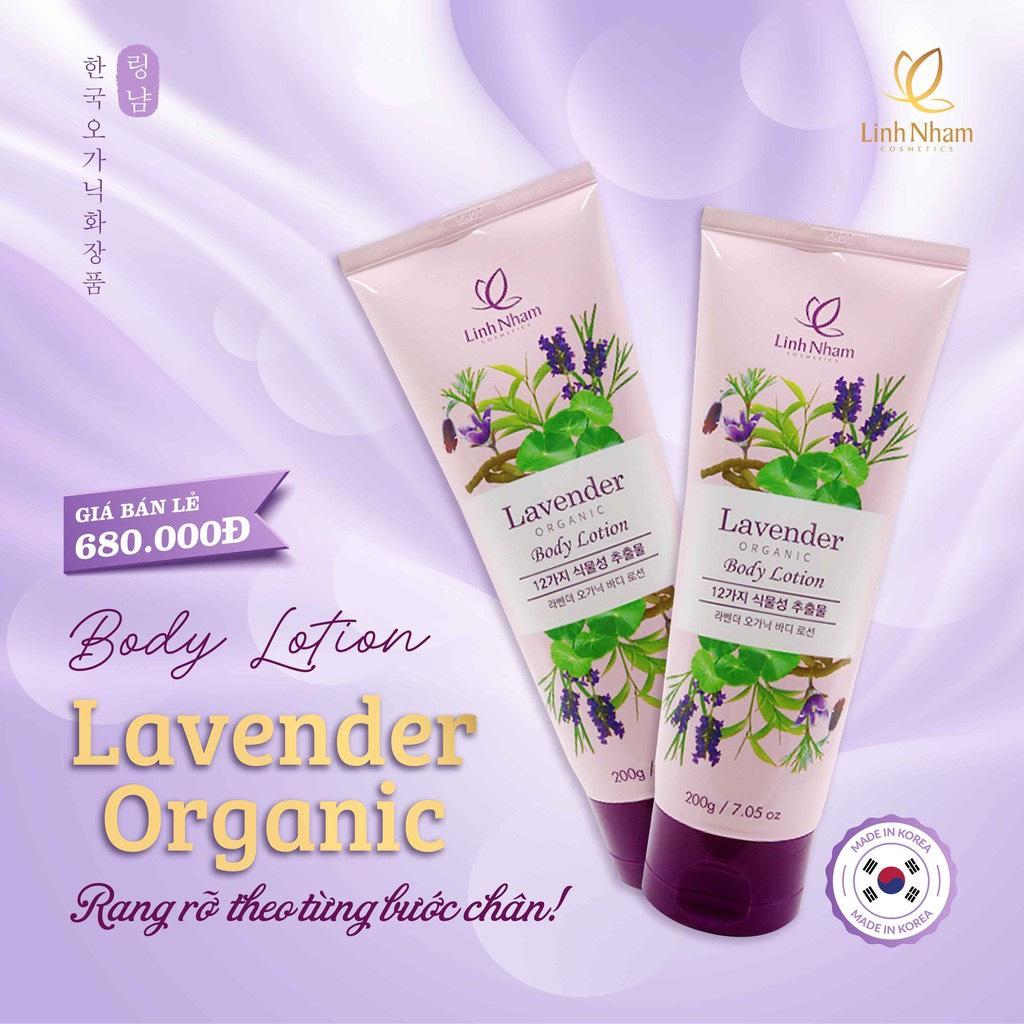 링냠
한국오가닉화장품
Linh Nham
COSMETICS
GIÁ BÁN LẺ
680.000Đ
Body Lotion
Lavender
Organic
Rạng rỡ theo từng bước chân!
Linh Nham
COSMETICS
Lavender
ORGANIC
Body Lotion
12가지 식물성 추출물
라벤더 오가닉 바디 로션
200g /
Linh Nham
COSMETICS
Lavender
ORGANIC
Body Lotion
12가지 식물성 추출물
라벤더 오가닉 바디 로션
200g / 7.05 oz
MADE IN KOREA
MADE IN KOREA